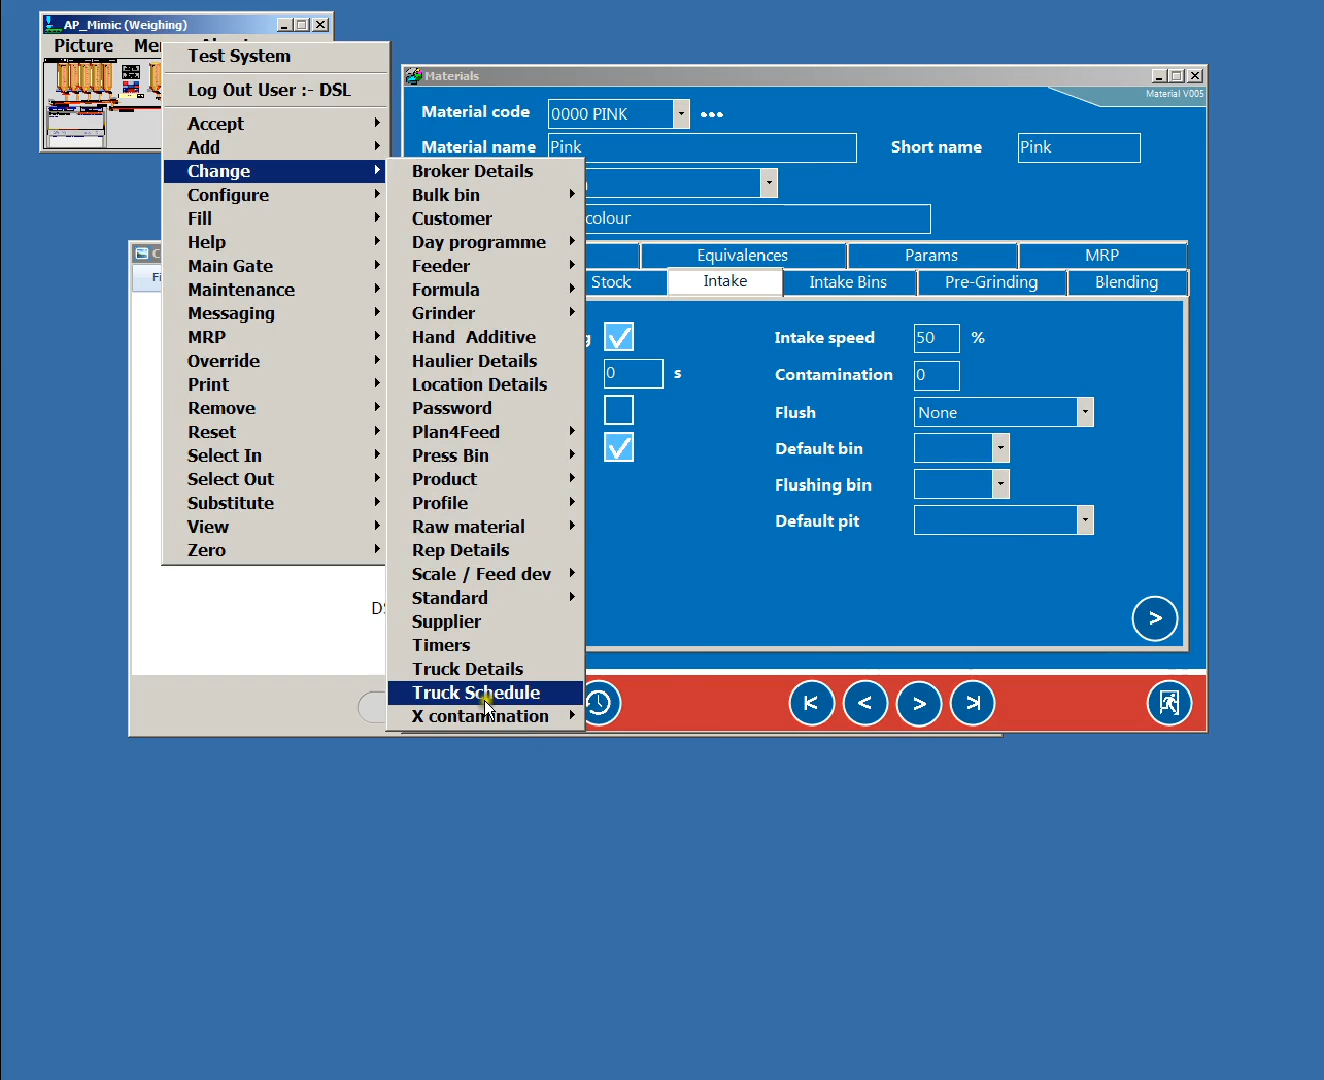 AP_Mimic (Weighing)
Picture
Test System
Log Out User :- DSL
Accept
Add
Change
Configure
Fill
Help
Main Gate
Maintenance
Messaging
MRP
Override
Print
Remove
Reset
Select In
Select Out
Substitute
View
Zero
Broker Details
Bulk bin
Customer
Day programme
Feeder
Formula
Grinder
Hand Additive
Haulier Details
Location Details
Password
Plan4Feed
Press Bin
Product
Profile
Raw material
Rep Details
Scale / Feed dev
Standard
Supplier
Timers
Truck Details
Truck Schedule
X contamination
Materials
Material V005
Material code
0000 PINK
Material name
Pink
Short name
Pink
colour
Equivalences
Params
MRP
Stock
Intake
Intake Bins
Pre-Grinding
Blending
0
s
Intake speed
50
%
Contamination
0
Flush
None
Default bin
Flushing bin
Default pit